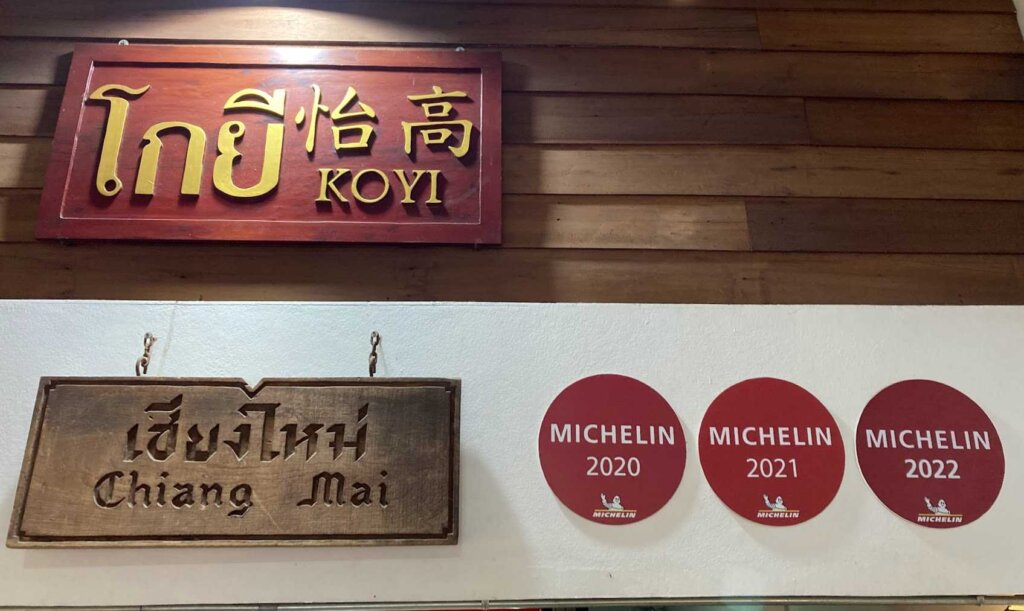 โกยี 怡 高
KOYI
เชียงใหม่
Chiang Mai
MICHELIN
2020
MICHELIN
MICHELIN
2021
MICHELIN
MICHELIN
2022
MICHELIN